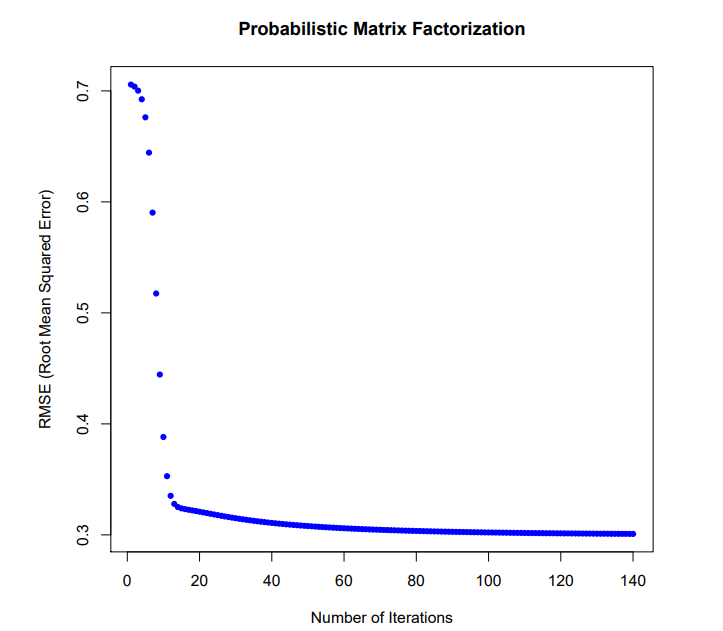 Probabilistic Matrix Factorization
RMSE (Root Mean Squared Error)
0.7
0.6
0.5
0.4
0.3
0 20 40 60 80 100 120 140
Number of Iterations